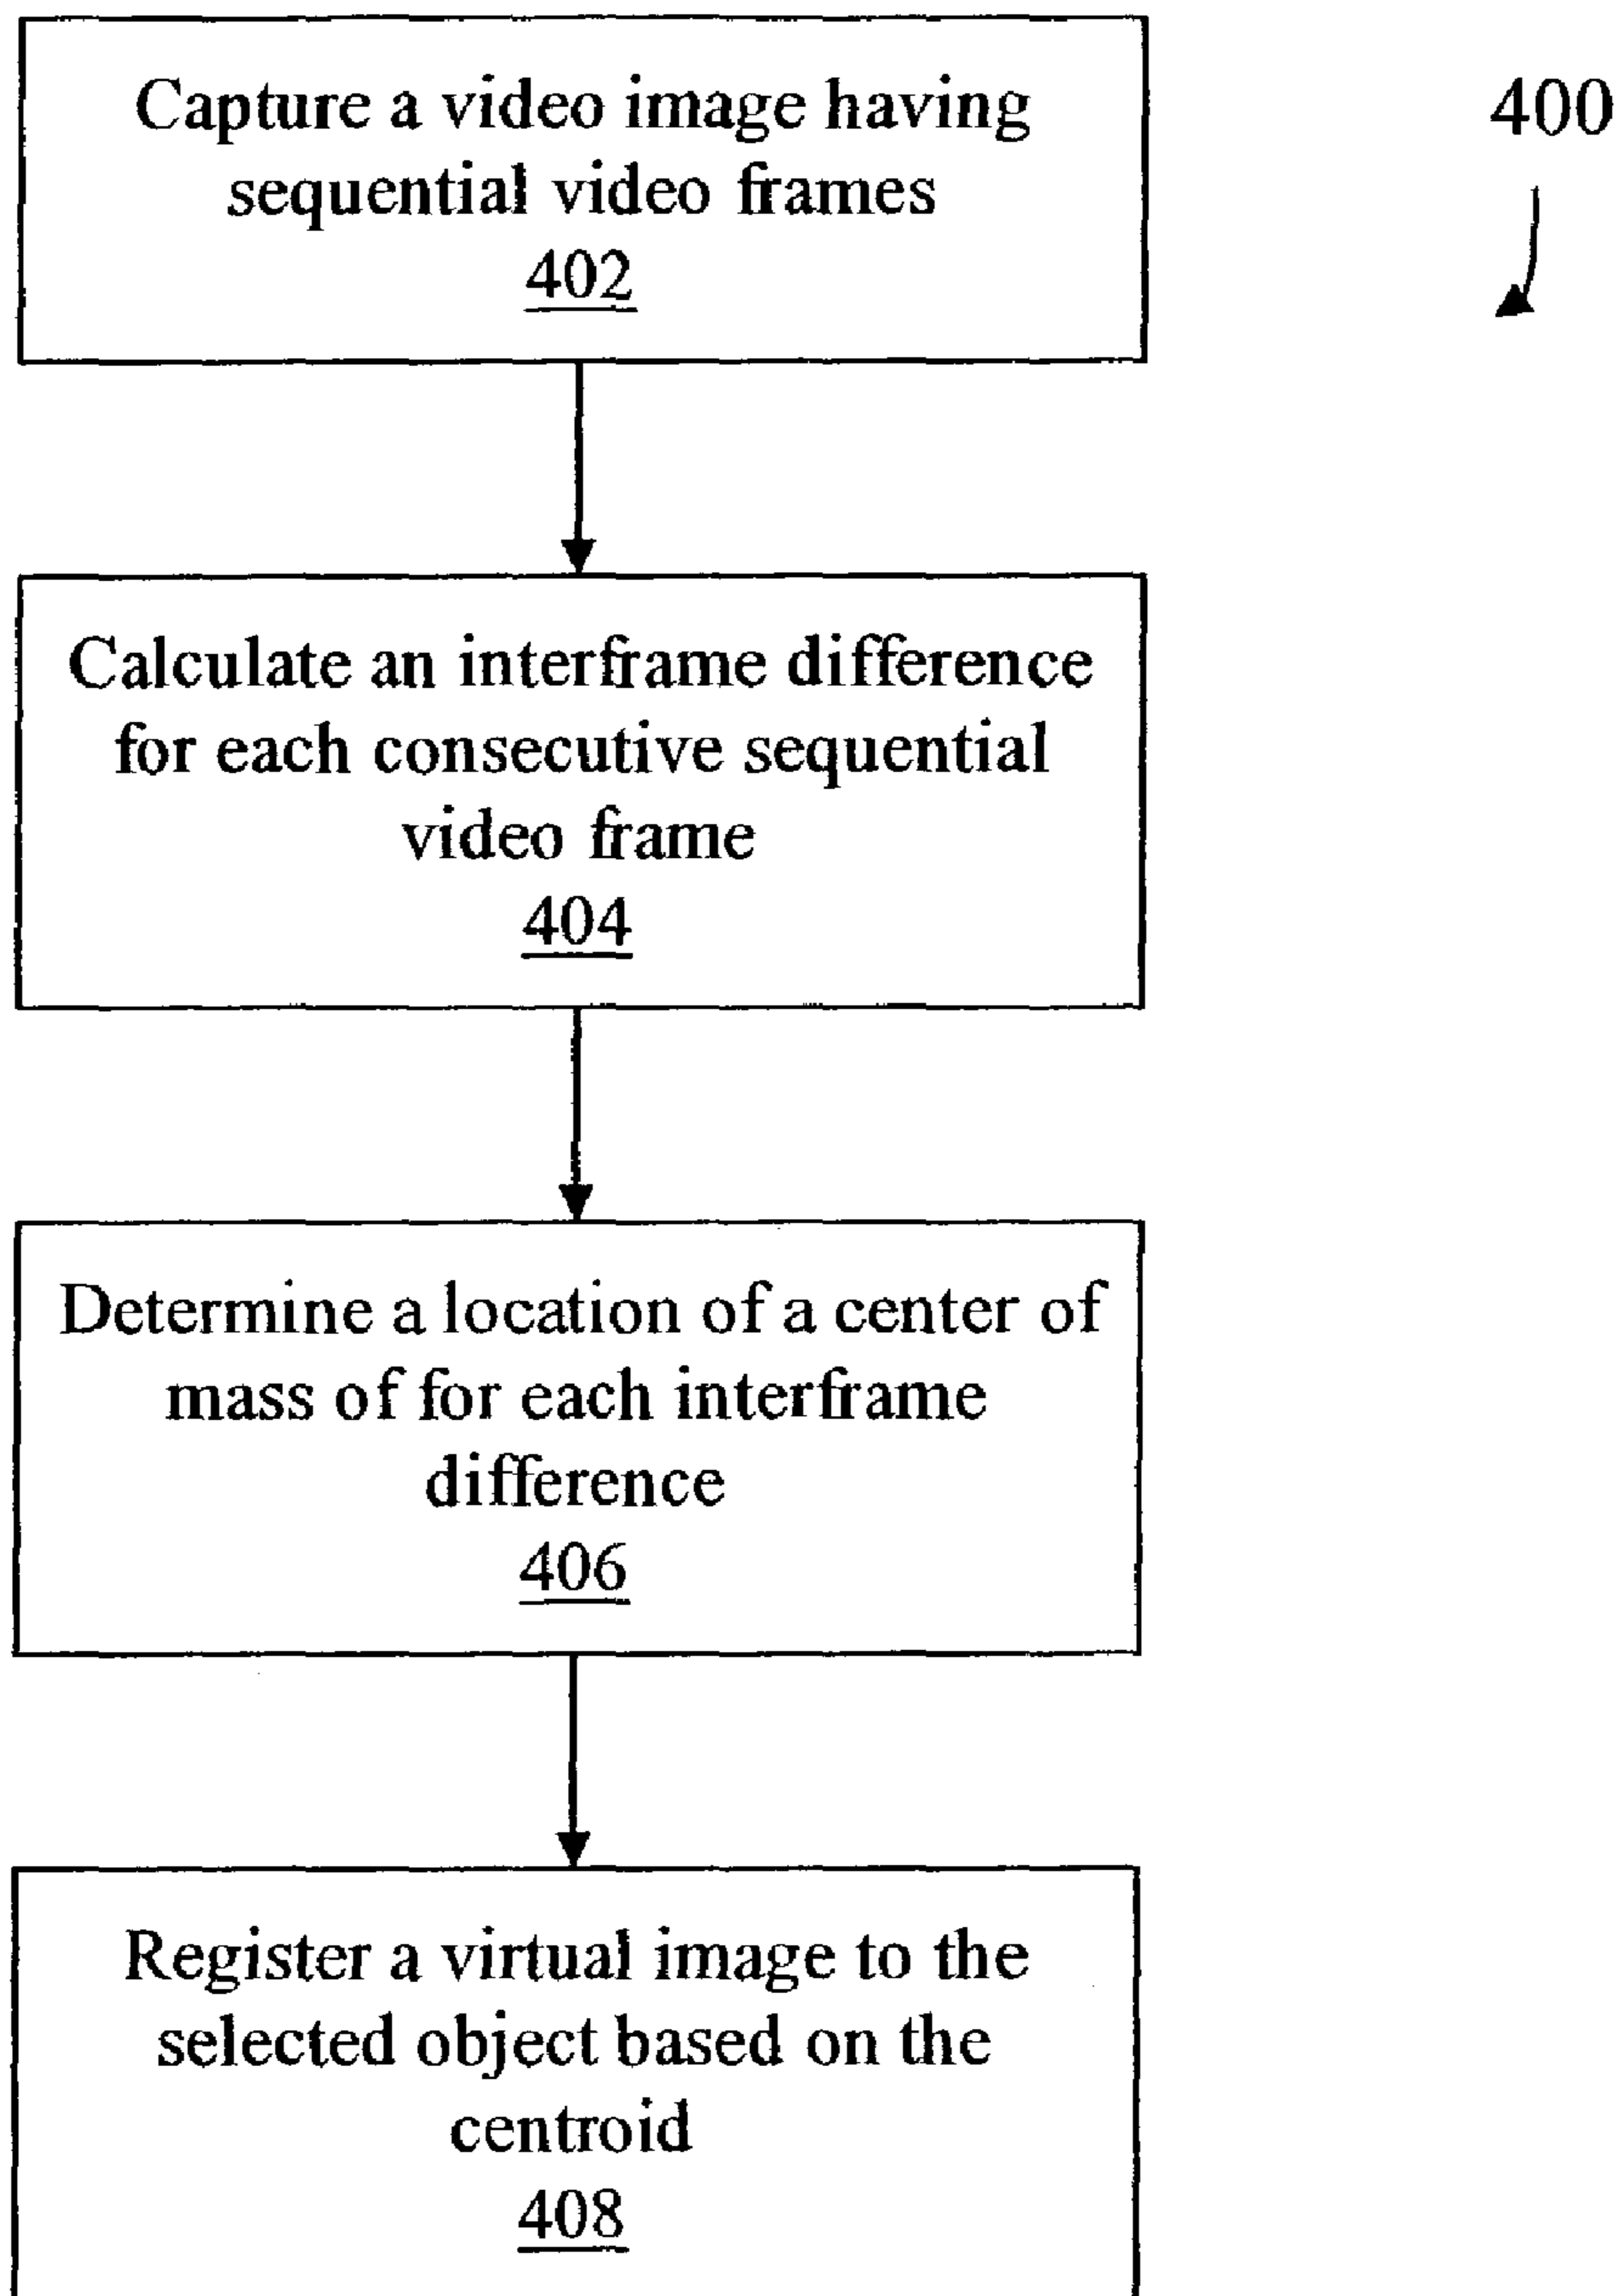 Capture a video image having
sequential video frames
402
400
Calculate an interframe difference
for each consecutive sequential
video frame
404
Determine a location of a center of
mass of for each interframe
difference
406
Register a virtual image to the
selected object based on the
centroid
408